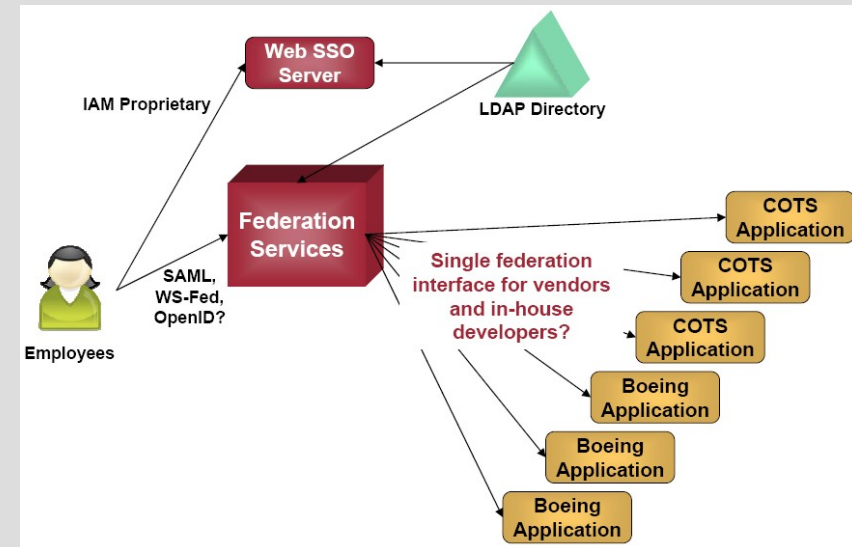 Web SSO
Server
IAM Proprietary
LDAP Directory
Federation
Services
SAML,
WS-Fed,
OpenID?
Employees
Single federation
interface for vendors
and in-house
developers?
COTS
Application
COTS
Application
COTS
Application
Boeing
Application
Boeing
Application
Boeing
Application